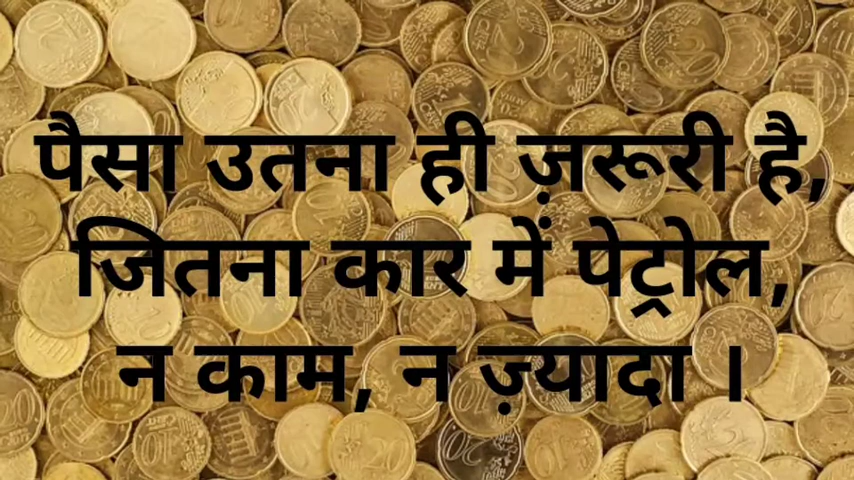 पैसा उतना ही ज़रूरी है,
जितना कार में पेट्रोल,
न काम, न ज़्यादा ।